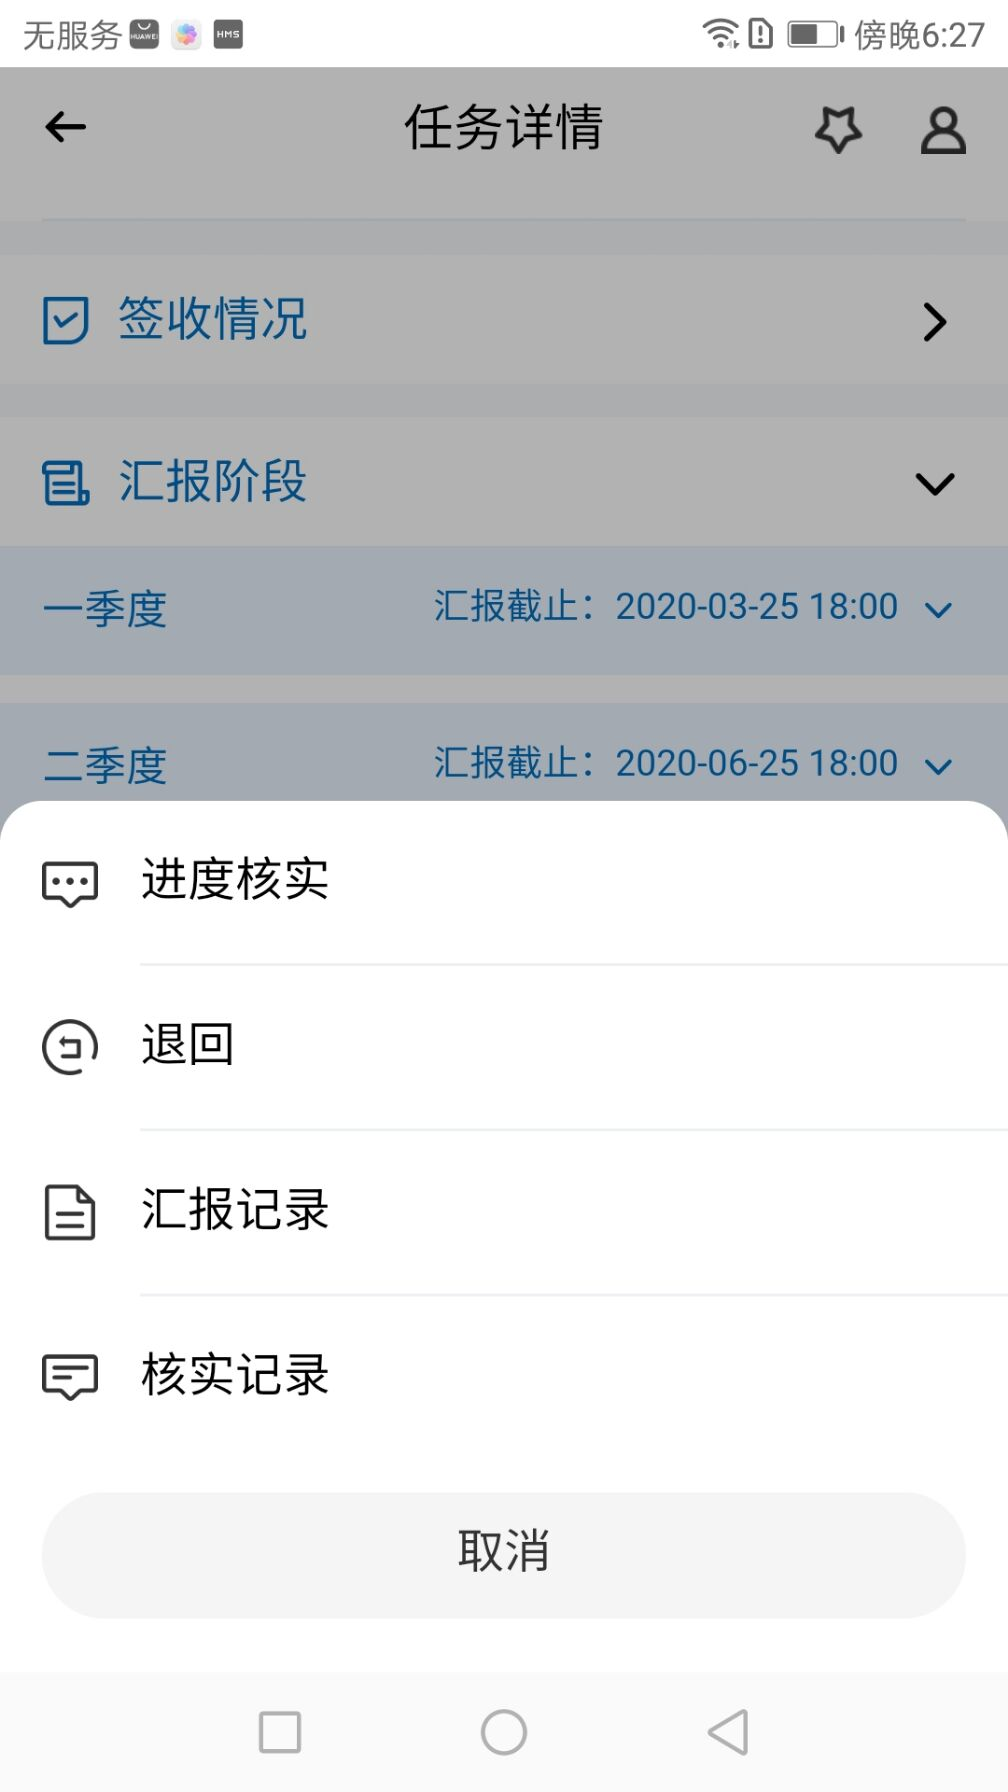 无服务 HUAWEI HMS 傍晚6:27
任务详情
签收情况
汇报阶段
一季度 汇报截止：2020-03-25 18:00
二季度 汇报截止：2020-06-25 18:00
进度核实
退回
汇报记录
核实记录
取消